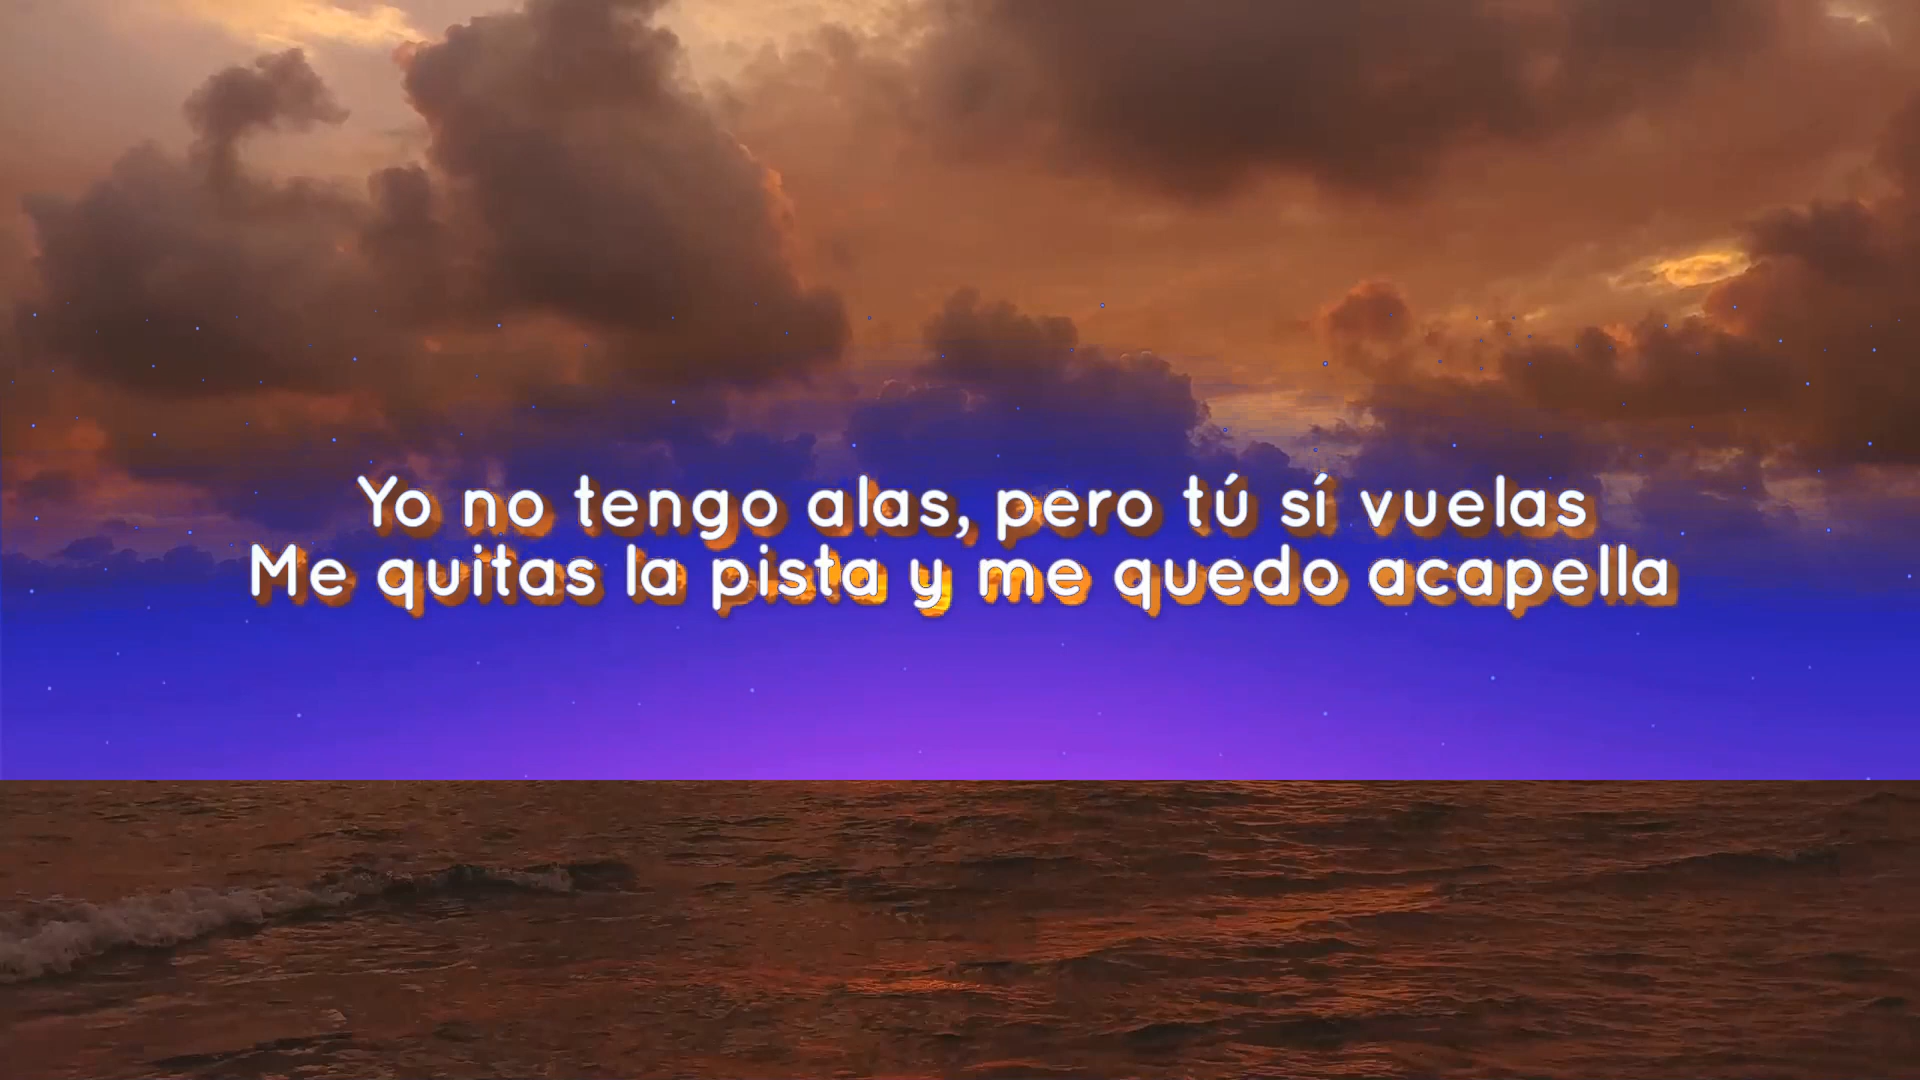 Yo no tengo alas, pero tú sí vuelas
Me quitas la pista y me quedo acapella